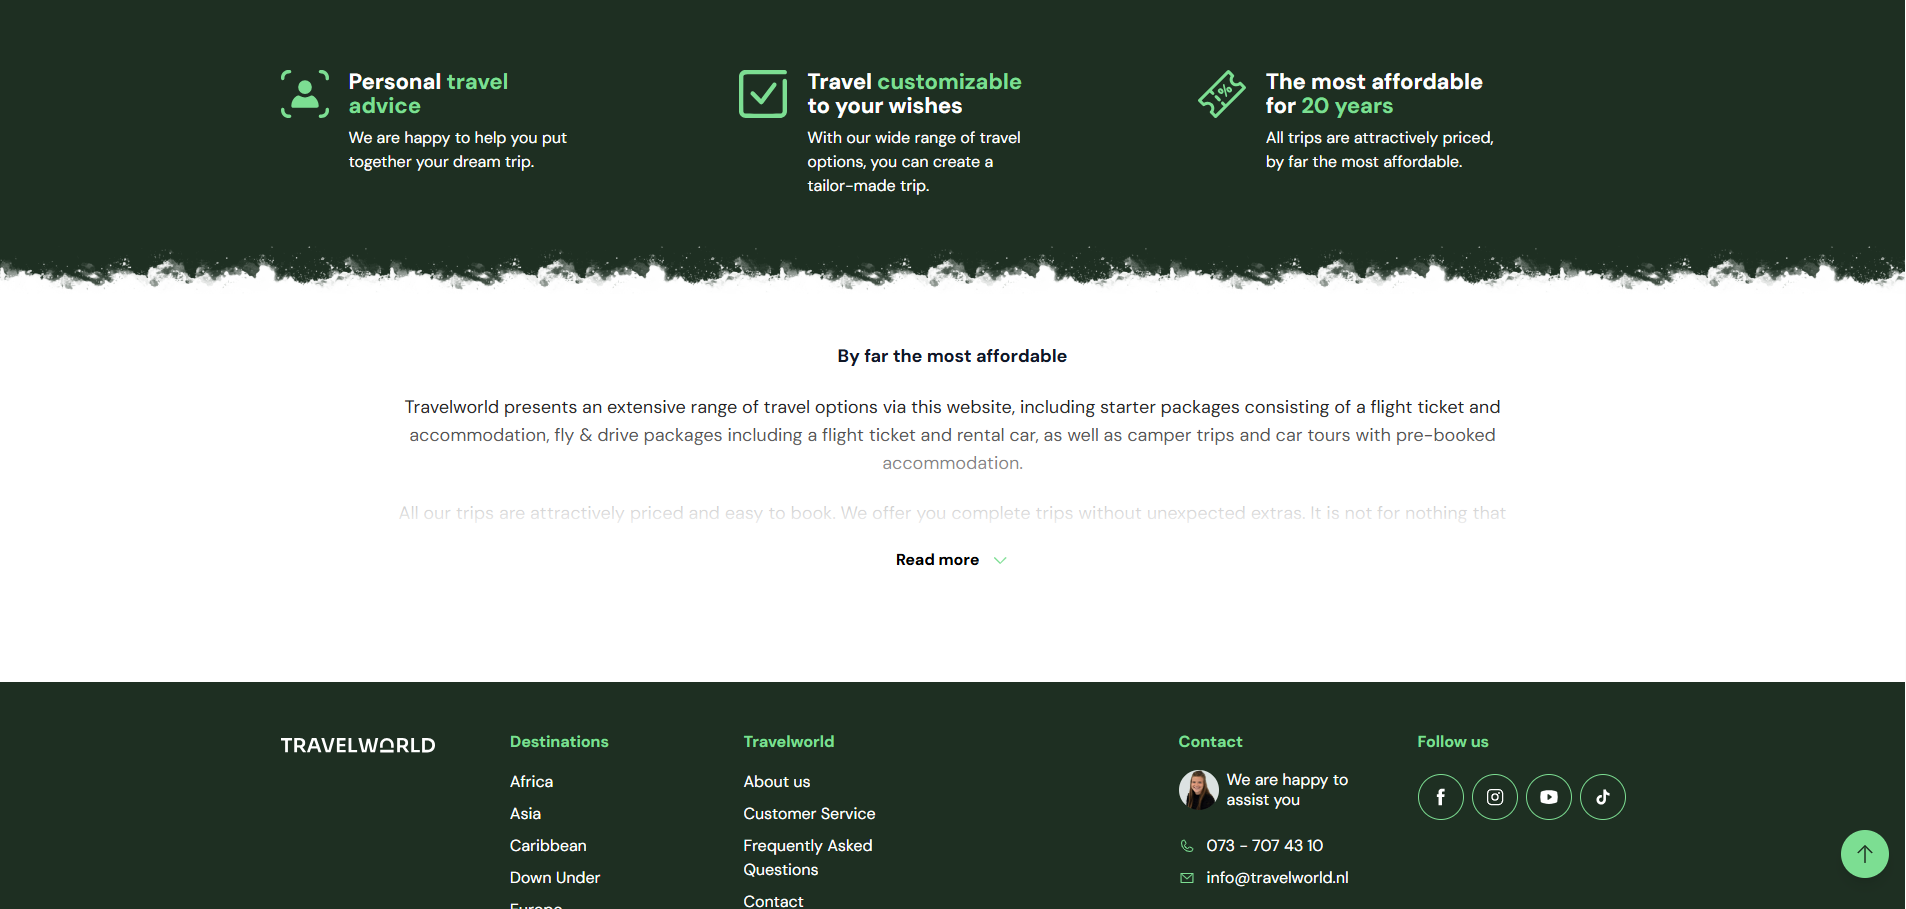 Personal travel
advice
We are happy to help you put
together your dream trip.
Travel customizable
to your wishes
With our wide range of travel
options, you can create a
tailor-made trip.
%
The most affordable
for 20 years
All trips are attractively priced,
by far the most affordable.
By far the most affordable
Travelworld presents an extensive range of travel options via this website, including starter packages consisting of a flight ticket and
accommodation, fly & drive packages including a flight ticket and rental car, as well as camper trips and car tours with pre-booked
accommodation.
All our trips are attractively priced and easy to book. We offer you complete trips without unexpected extras. It is not for nothing that
Read more
TRAVELWORLD
Destinations
Africa
Asia
Caribbean
Down Under
Europe
Travelworld
About us
Customer Service
Frequently Asked
Questions
Contact
Contact
We are happy to
assist you
073 - 707 43 10
info@travelworld.nl
Follow us